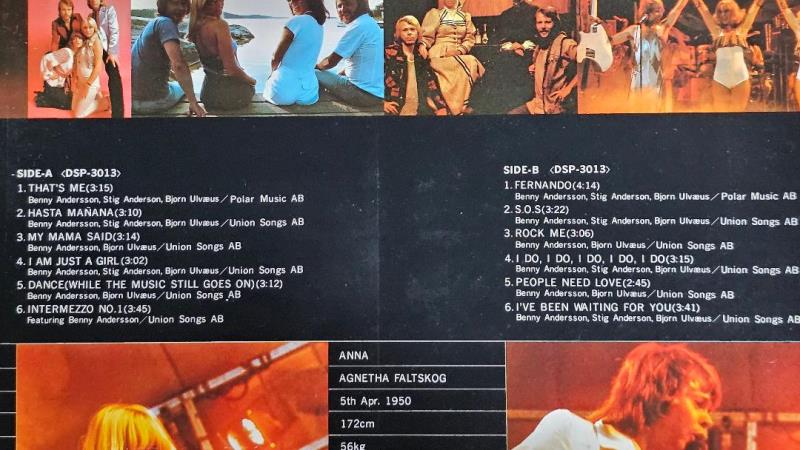 SIDE-A <DSP-3013>
1. THAT'S ME(3:15)
Benny Andersson, Stig Anderson, Bjorn Ulvæus/Polar Music AB
2. HASTA MAÑANA(3:10)
Benny Andersson, Stig Anderson, Bjorn Ulvæus/Union Songs AB
3. MY MAMA SAID(3:14)
Benny Andersson, Bjorn Ulvæus/Union Songs AB
4. I AM JUST A GIRL(3:02)
Benny Andersson, Stig Anderson, Bjorn Ulvæus/Union Songs AB
5. DANCE(WHILE THE MUSIC STILL GOES ON)(3:12)
Benny Andersson, Bjorn Ulvæus/Union Songs AB
6. INTERMEZZO NO.1(3:45)
Featuring Benny Andersson/Union Songs AB
SIDE-B <DSP-3013>
1. FERNANDO(4:14)
Benny Andersson, Stig Anderson, Bjorn Ulvæus/Polar Music AB
2. S.O.S(3:22)
Benny Andersson, Stig Anderson, Bjorn Ulvæus/Union Songs AB
3. ROCK ME(3:06)
Benny Andersson, Bjorn Ulvæus/Union Songs AB
4. I DO, I DO, I DO, I DO, I DO(3:15)
Benny Andersson, Stig Anderson, Bjorn Ulvæus/Union Songs AB
5. PEOPLE NEED LOVE(2:45)
Benny Andersson, Bjorn Ulvæus/Union Songs AB
6. I'VE BEEN WAITING FOR YOU(3:41)
Benny Andersson, Stig Anderson, Bjorn Ulvæus/Union Songs AB
ANNA
AGNETHA FALTSKOG
5th Apr. 1950
172cm
56kg